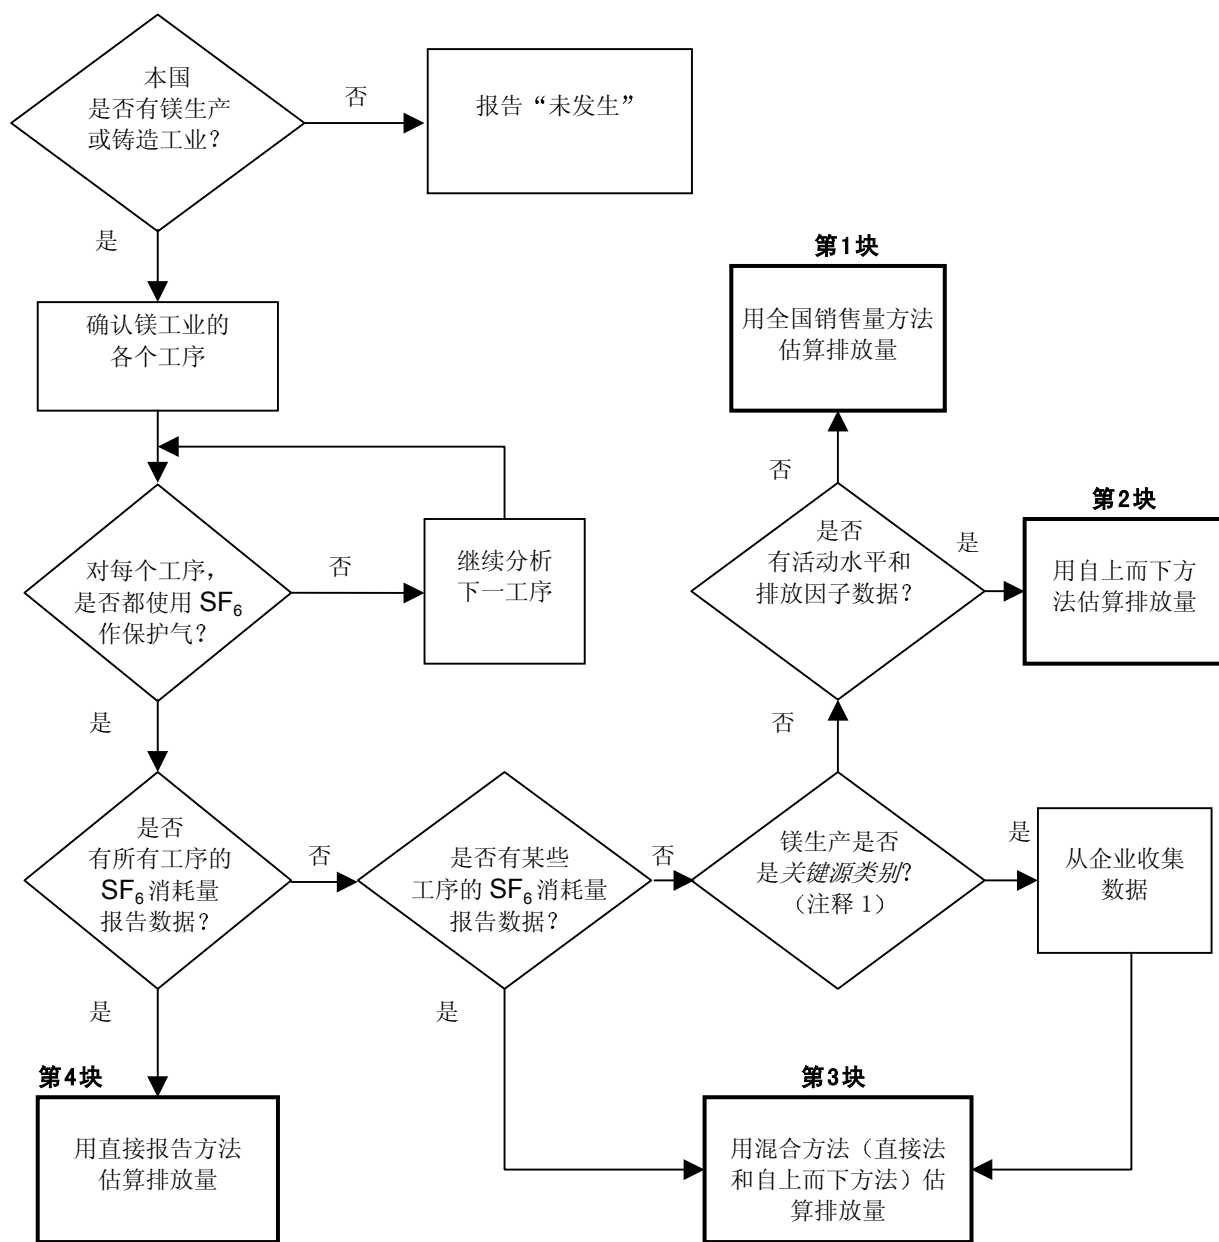 本国
是否有镁生产
或铸造工业？
否
报告“未发生”
是
确认镁工业的
各个工序
对每个工序，
是否都使用 SF₆
作保护气？
否
继续分析
下一工序
是
是否
有所有工序的
SF₆消耗量
报告数据？
否
是否有某些
工序的 SF₆消耗量
报告数据？
否
镁生产是否
是关键源类别？
（注释 1）
是
从企业收集
数据
否
是否
有活动水平和
排放因子数据？
是
第2块
用自上而下方
法估算排放量
否
第1块
用全国销售量方法
估算排放量
是
第4块
用直接报告方法
估算排放量
是
第3块
用混合方法（直接法
和自上而下方法）估
算排放量